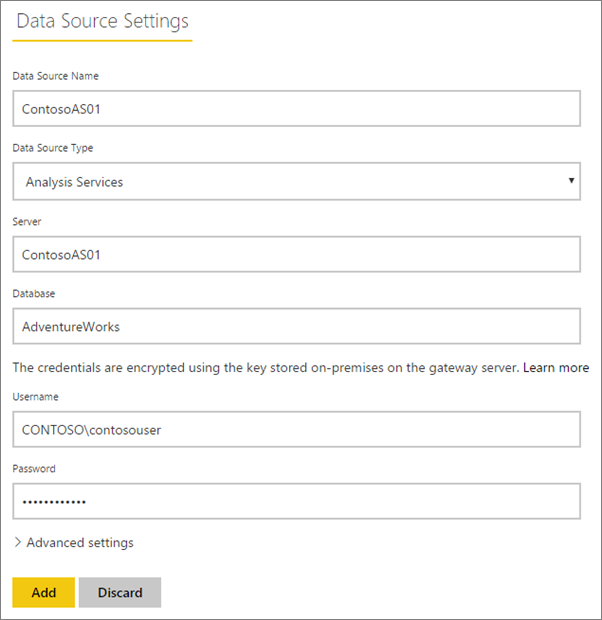 Data Source Settings
Data Source Name
ContosoAS01
Data Source Type
Analysis Services
Server
ContosoAS01
Database
AdventureWorks
The credentials are encrypted using the key stored on-premises on the gateway server. Learn more
Username
CONTOSO\contosouser
Password
••••••••••••
Advanced settings
Add Discard